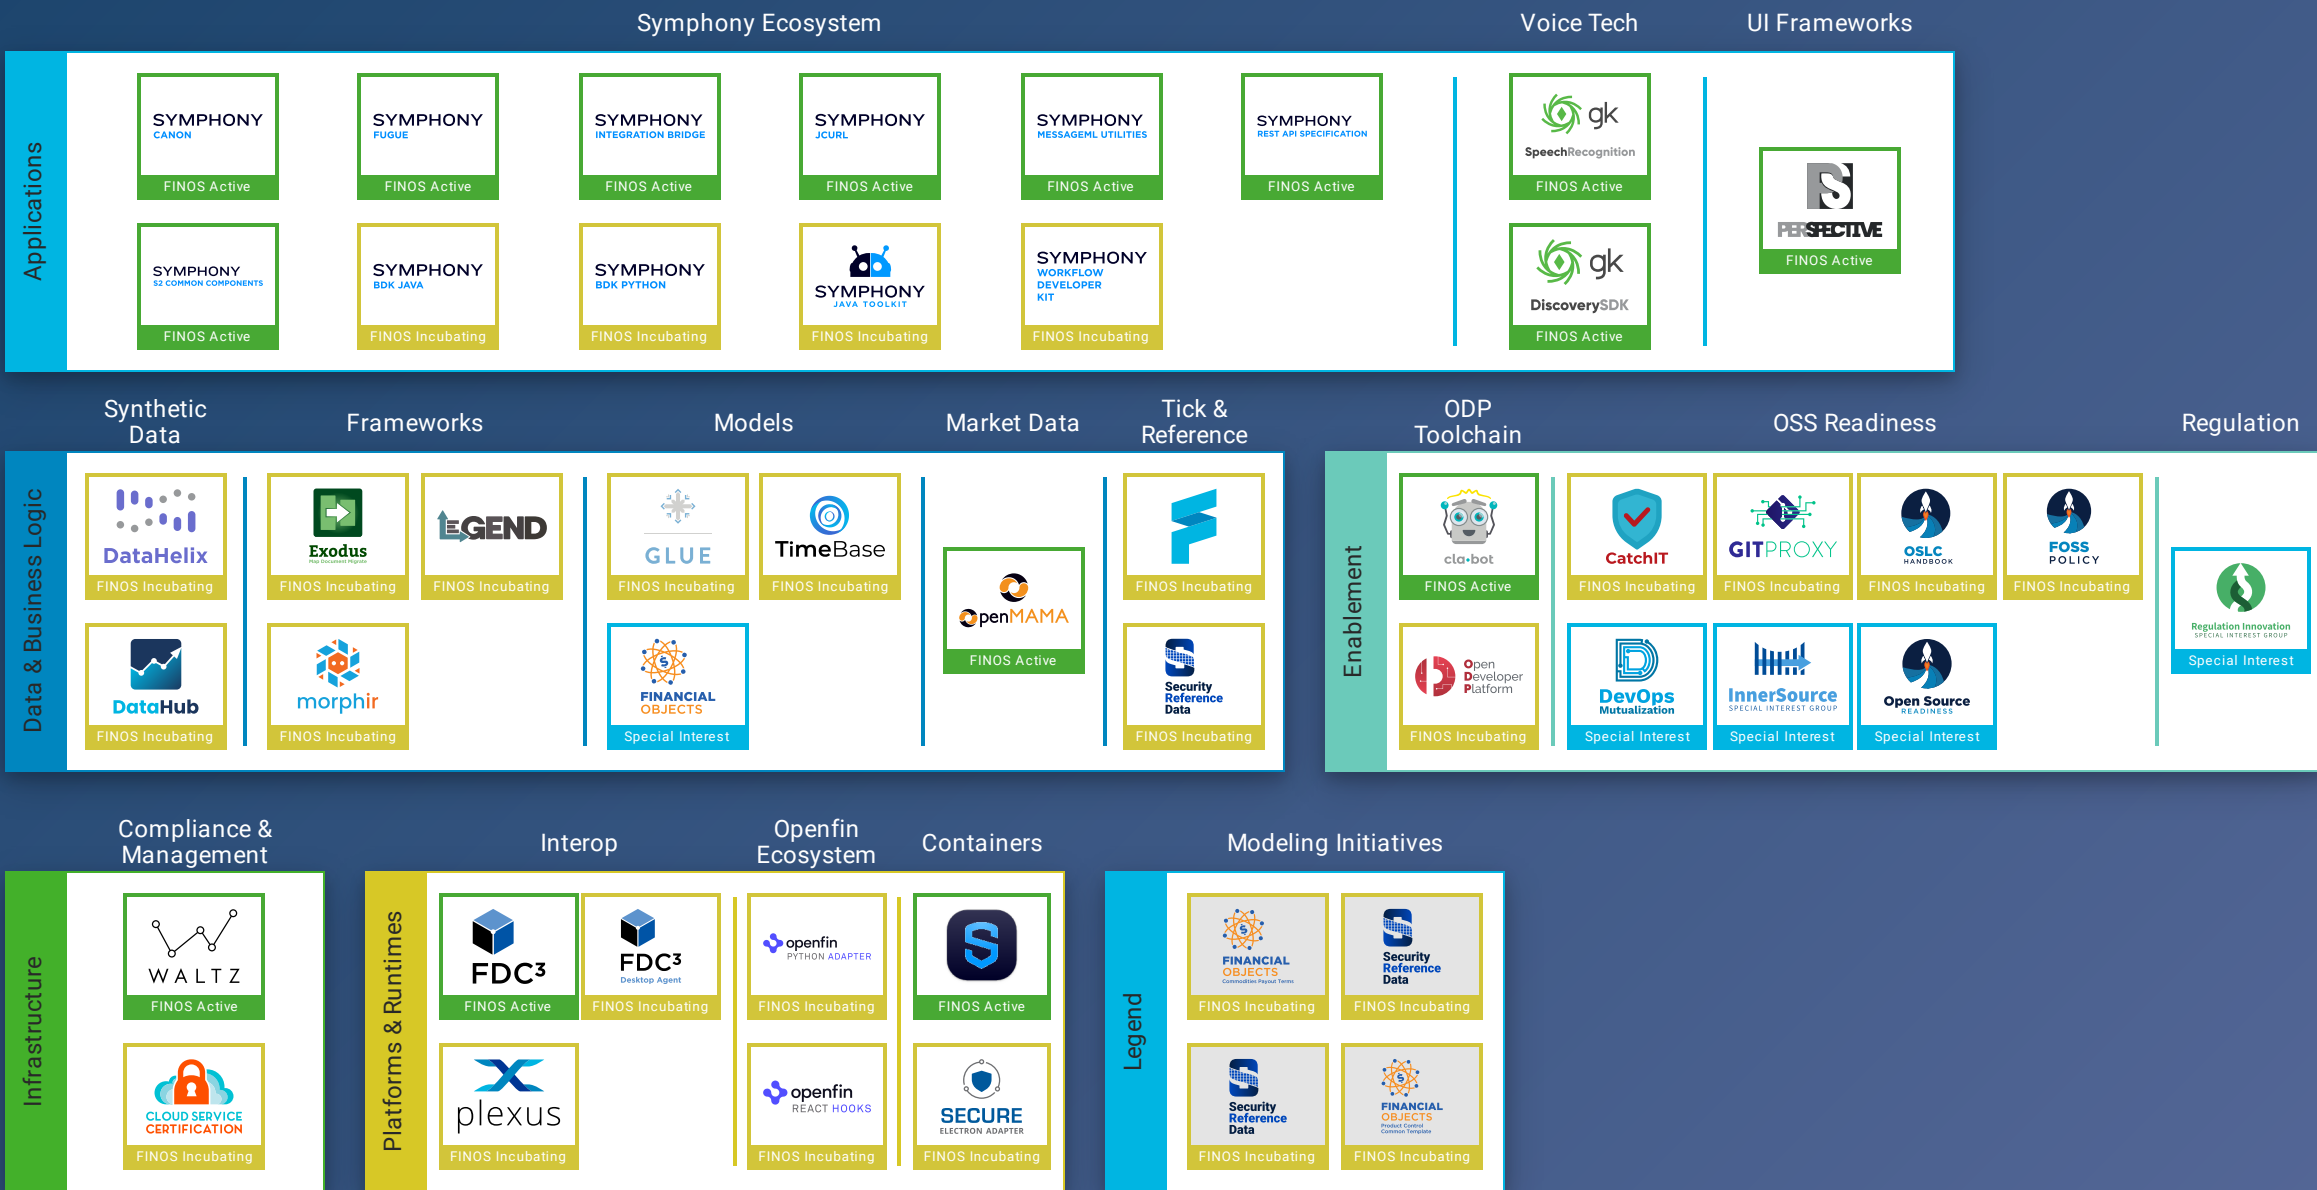 Symphony Ecosystem
Voice Tech
UI Frameworks
Applications
SYMPHONY
CANON
FINOS Active
SYMPHONY
FUGUE
FINOS Active
SYMPHONY
INTEGRATION BRIDGE
FINOS Active
SYMPHONY
JCURL
FINOS Active
SYMPHONY
MESSAGEML UTILITIES
FINOS Active
SYMPHONY
REST API SPECIFICATION
FINOS Active
SYMPHONY
S2 COMMON COMPONENTS
FINOS Active
SYMPHONY
BDK JAVA
FINOS Incubating
SYMPHONY
BDK PYTHON
FINOS Incubating
SYMPHONY
JAVA TOOLKIT
FINOS Incubating
SYMPHONY
WORKFLOW
DEVELOPER
KIT
FINOS Incubating
gk
SpeechRecognition
FINOS Active
gk
DiscoverySDK
FINOS Active
PERSPECTIVE
FINOS Active
Synthetic
Data
Frameworks
Models
Market Data
Tick &
Reference
Data & Business Logic
DataHelix
FINOS Incubating
DataHub
FINOS Incubating
Exodus
Map Document Migrate
FINOS Incubating
LEGEND
FINOS Incubating
morphir
FINOS Incubating
GLUE
FINOS Incubating
TimeBase
FINOS Incubating
FINANCIAL
OBJECTS
Special Interest
OpenMAMA
FINOS Active
FINOS Incubating
Security
Reference
Data
FINOS Incubating
ODP
Toolchain
OSS Readiness
Regulation
Enablement
cla•bot
FINOS Active
Open
Developer
Platform
FINOS Incubating
CatchIT
FINOS Incubating
GITPROXY
FINOS Incubating
OSLC
HANDBOOK
FINOS Incubating
FOSS
POLICY
FINOS Incubating
DevOps
Mutualization
Special Interest
InnerSource
SPECIAL INTEREST GROUP
Special Interest
Open Source
READINESS
Special Interest
Regulation Innovation
SPECIAL INTEREST GROUP
Special Interest
Compliance &
Management
Infrastructure
WALTZ
FINOS Active
CLOUD SERVICE
CERTIFICATION
FINOS Incubating
Interop
Openfin
Ecosystem
Containers
Platforms & Runtimes
FDC3
FINOS Active
FDC3
Desktop Agent
FINOS Incubating
plexus
FINOS Incubating
openfin
PYTHON ADAPTER
FINOS Incubating
openfin
REACT HOOKS
FINOS Incubating
S
FINOS Active
SECURE
ELECTRON ADAPTER
FINOS Incubating
Modeling Initiatives
Legend
FINANCIAL
OBJECTS
Commodities Payout Terms
FINOS Incubating
Security
Reference
Data
FINOS Incubating
Security
Reference
Data
FINOS Incubating
FINANCIAL
OBJECTS
Product Control
Common Template
FINOS Incubating